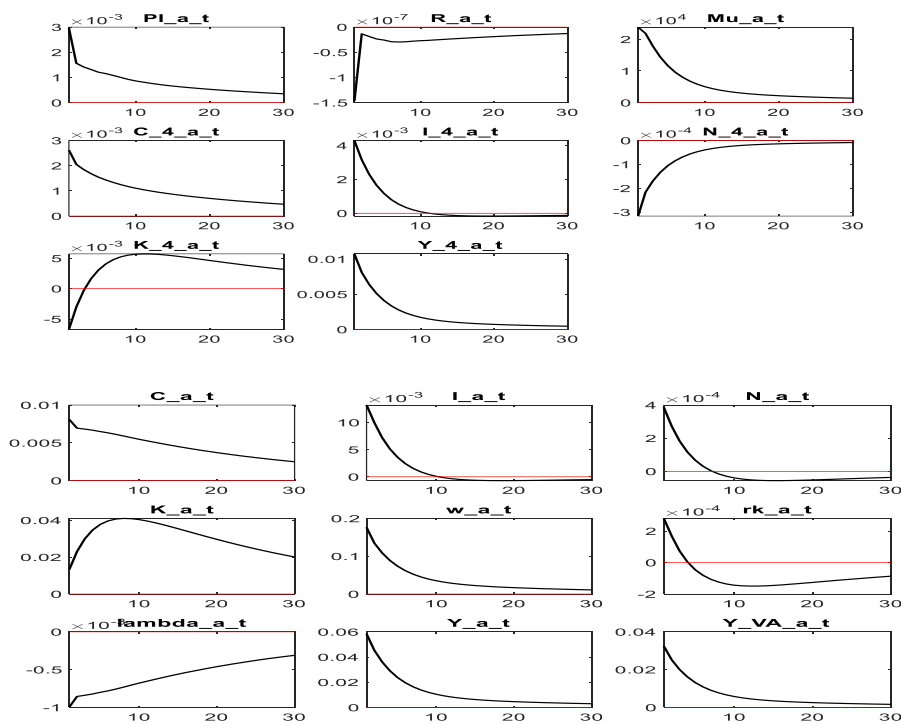 PI_a_t
×10⁻³
3
2
1
0
10 20 30
R_a_t
×10⁻⁷
0
-0.5
-1
-1.5
10 20 30
Mu_a_t
×10⁴
2
1
0
10 20 30
C_4_a_t
×10⁻³
3
2
1
0
10 20 30
I_4_a_t
×10⁻³
4
2
0
10 20 30
N_4_a_t
×10⁻⁴
0
-1
-2
-3
10 20 30
K_4_a_t
×10⁻³
5
0
-5
10 20 30
Y_4_a_t
0.01
0.005
0
10 20 30
C_a_t
0.01
0.005
0
10 20 30
I_a_t
×10⁻³
10
5
0
10 20 30
N_a_t
×10⁻⁴
4
2
0
10 20 30
K_a_t
0.04
0.02
0
10 20 30
w_a_t
0.2
0.1
0
10 20 30
rk_a_t
×10⁻⁴
2
0
-2
10 20 30
lambda_a_t
0
-0.5
-1
10 20 30
Y_a_t
0.06
0.04
0.02
0
10 20 30
Y_VA_a_t
0.04
0.02
0
10 20 30